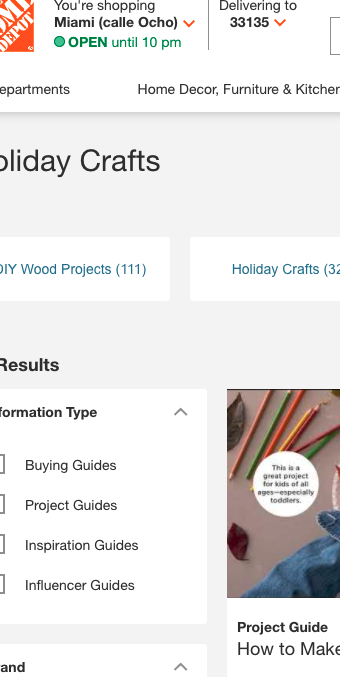 You're shopping
Miami (calle Ocho)
OPEN until 10 pm
Delivering to
33135
epartments
Home Decor, Furniture & Kitchen
oliday Crafts
DIY Wood Projects (111)
Holiday Crafts (32
Results
formation Type
Buying Guides
Project Guides
Inspiration Guides
Influencer Guides
This is a
great project
for kids of all
ages—especially
toddlers.
Project Guide
How to Make
and